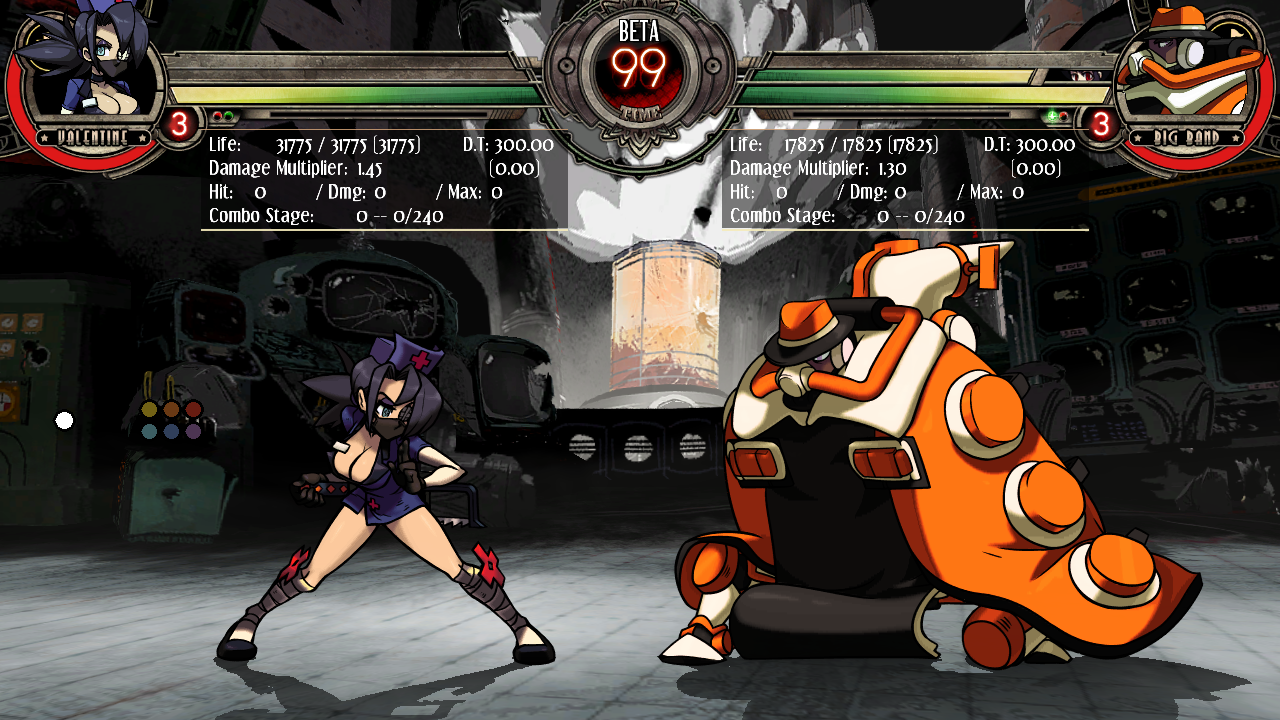 BETA
99
TIME
VALENTINE
3
3
BIG BAND
Life: 31775 / 31775 (31775) D.T: 300.00
Damage Multiplier: 1.45 (0.00)
Hit: 0 / Dmg: 0 / Max: 0
Combo Stage: 0 -- 0/240
Life: 17825 / 17825 (17825) D.T: 300.00
Damage Multiplier: 1.30 (0.00)
Hit: 0 / Dmg: 0 / Max: 0
Combo Stage: 0 -- 0/240